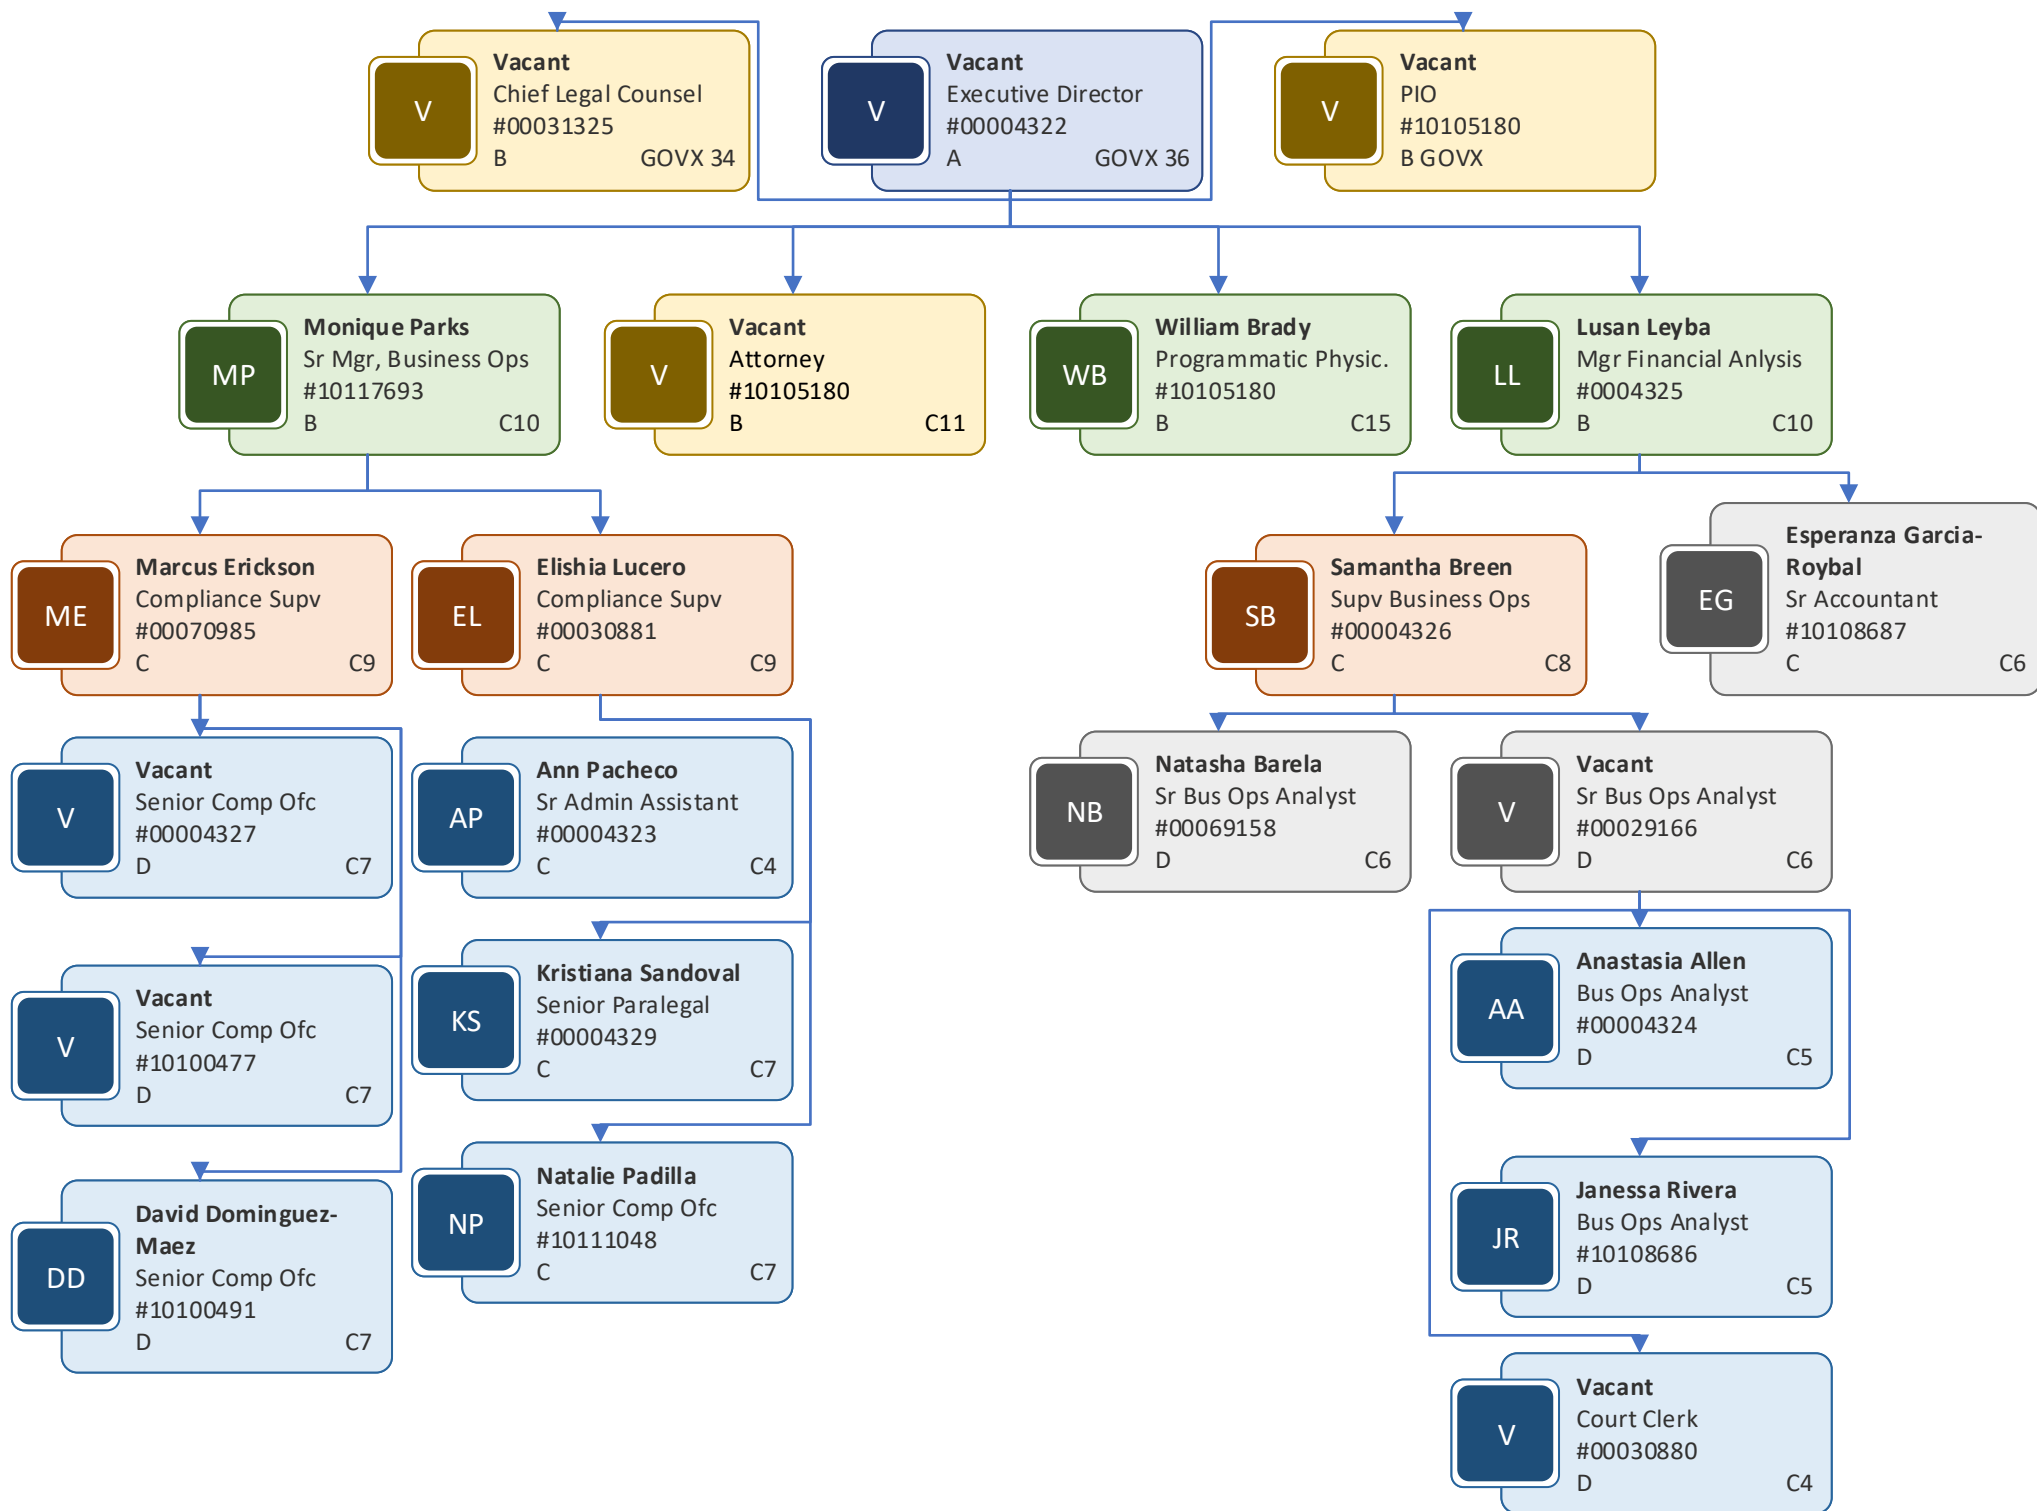 V
Vacant
Chief Legal Counsel
#00031325
B GOVX 34
V
Vacant
Executive Director
#00004322
A GOVX 36
V
Vacant
PIO
#10105180
B GOVX
MP
Monique Parks
Sr Mgr, Business Ops
#10117693
B C10
V
Vacant
Attorney
#10105180
B C11
WB
William Brady
Programmatic Physic.
#10105180
B C15
LL
Lusan Leyba
Mgr Financial Anlysis
#0004325
B C10
ME
Marcus Erickson
Compliance Supv
#00070985
C C9
EL
Elishia Lucero
Compliance Supv
#00030881
C C9
SB
Samantha Breen
Supv Business Ops
#00004326
C C8
EG
Esperanza Garcia-
Roybal
Sr Accountant
#10108687
C C6
V
Vacant
Senior Comp Ofc
#00004327
D C7
AP
Ann Pacheco
Sr Admin Assistant
#00004323
C C4
NB
Natasha Barela
Sr Bus Ops Analyst
#00069158
D C6
V
Vacant
Sr Bus Ops Analyst
#00029166
D C6
V
Vacant
Senior Comp Ofc
#10100477
D C7
KS
Kristiana Sandoval
Senior Paralegal
#00004329
C C7
AA
Anastasia Allen
Bus Ops Analyst
#00004324
D C5
DD
David Dominguez-
Maez
Senior Comp Ofc
#10100491
D C7
NP
Natalie Padilla
Senior Comp Ofc
#10111048
C C7
JR
Janessa Rivera
Bus Ops Analyst
#10108686
D C5
V
Vacant
Court Clerk
#00030880
D C4